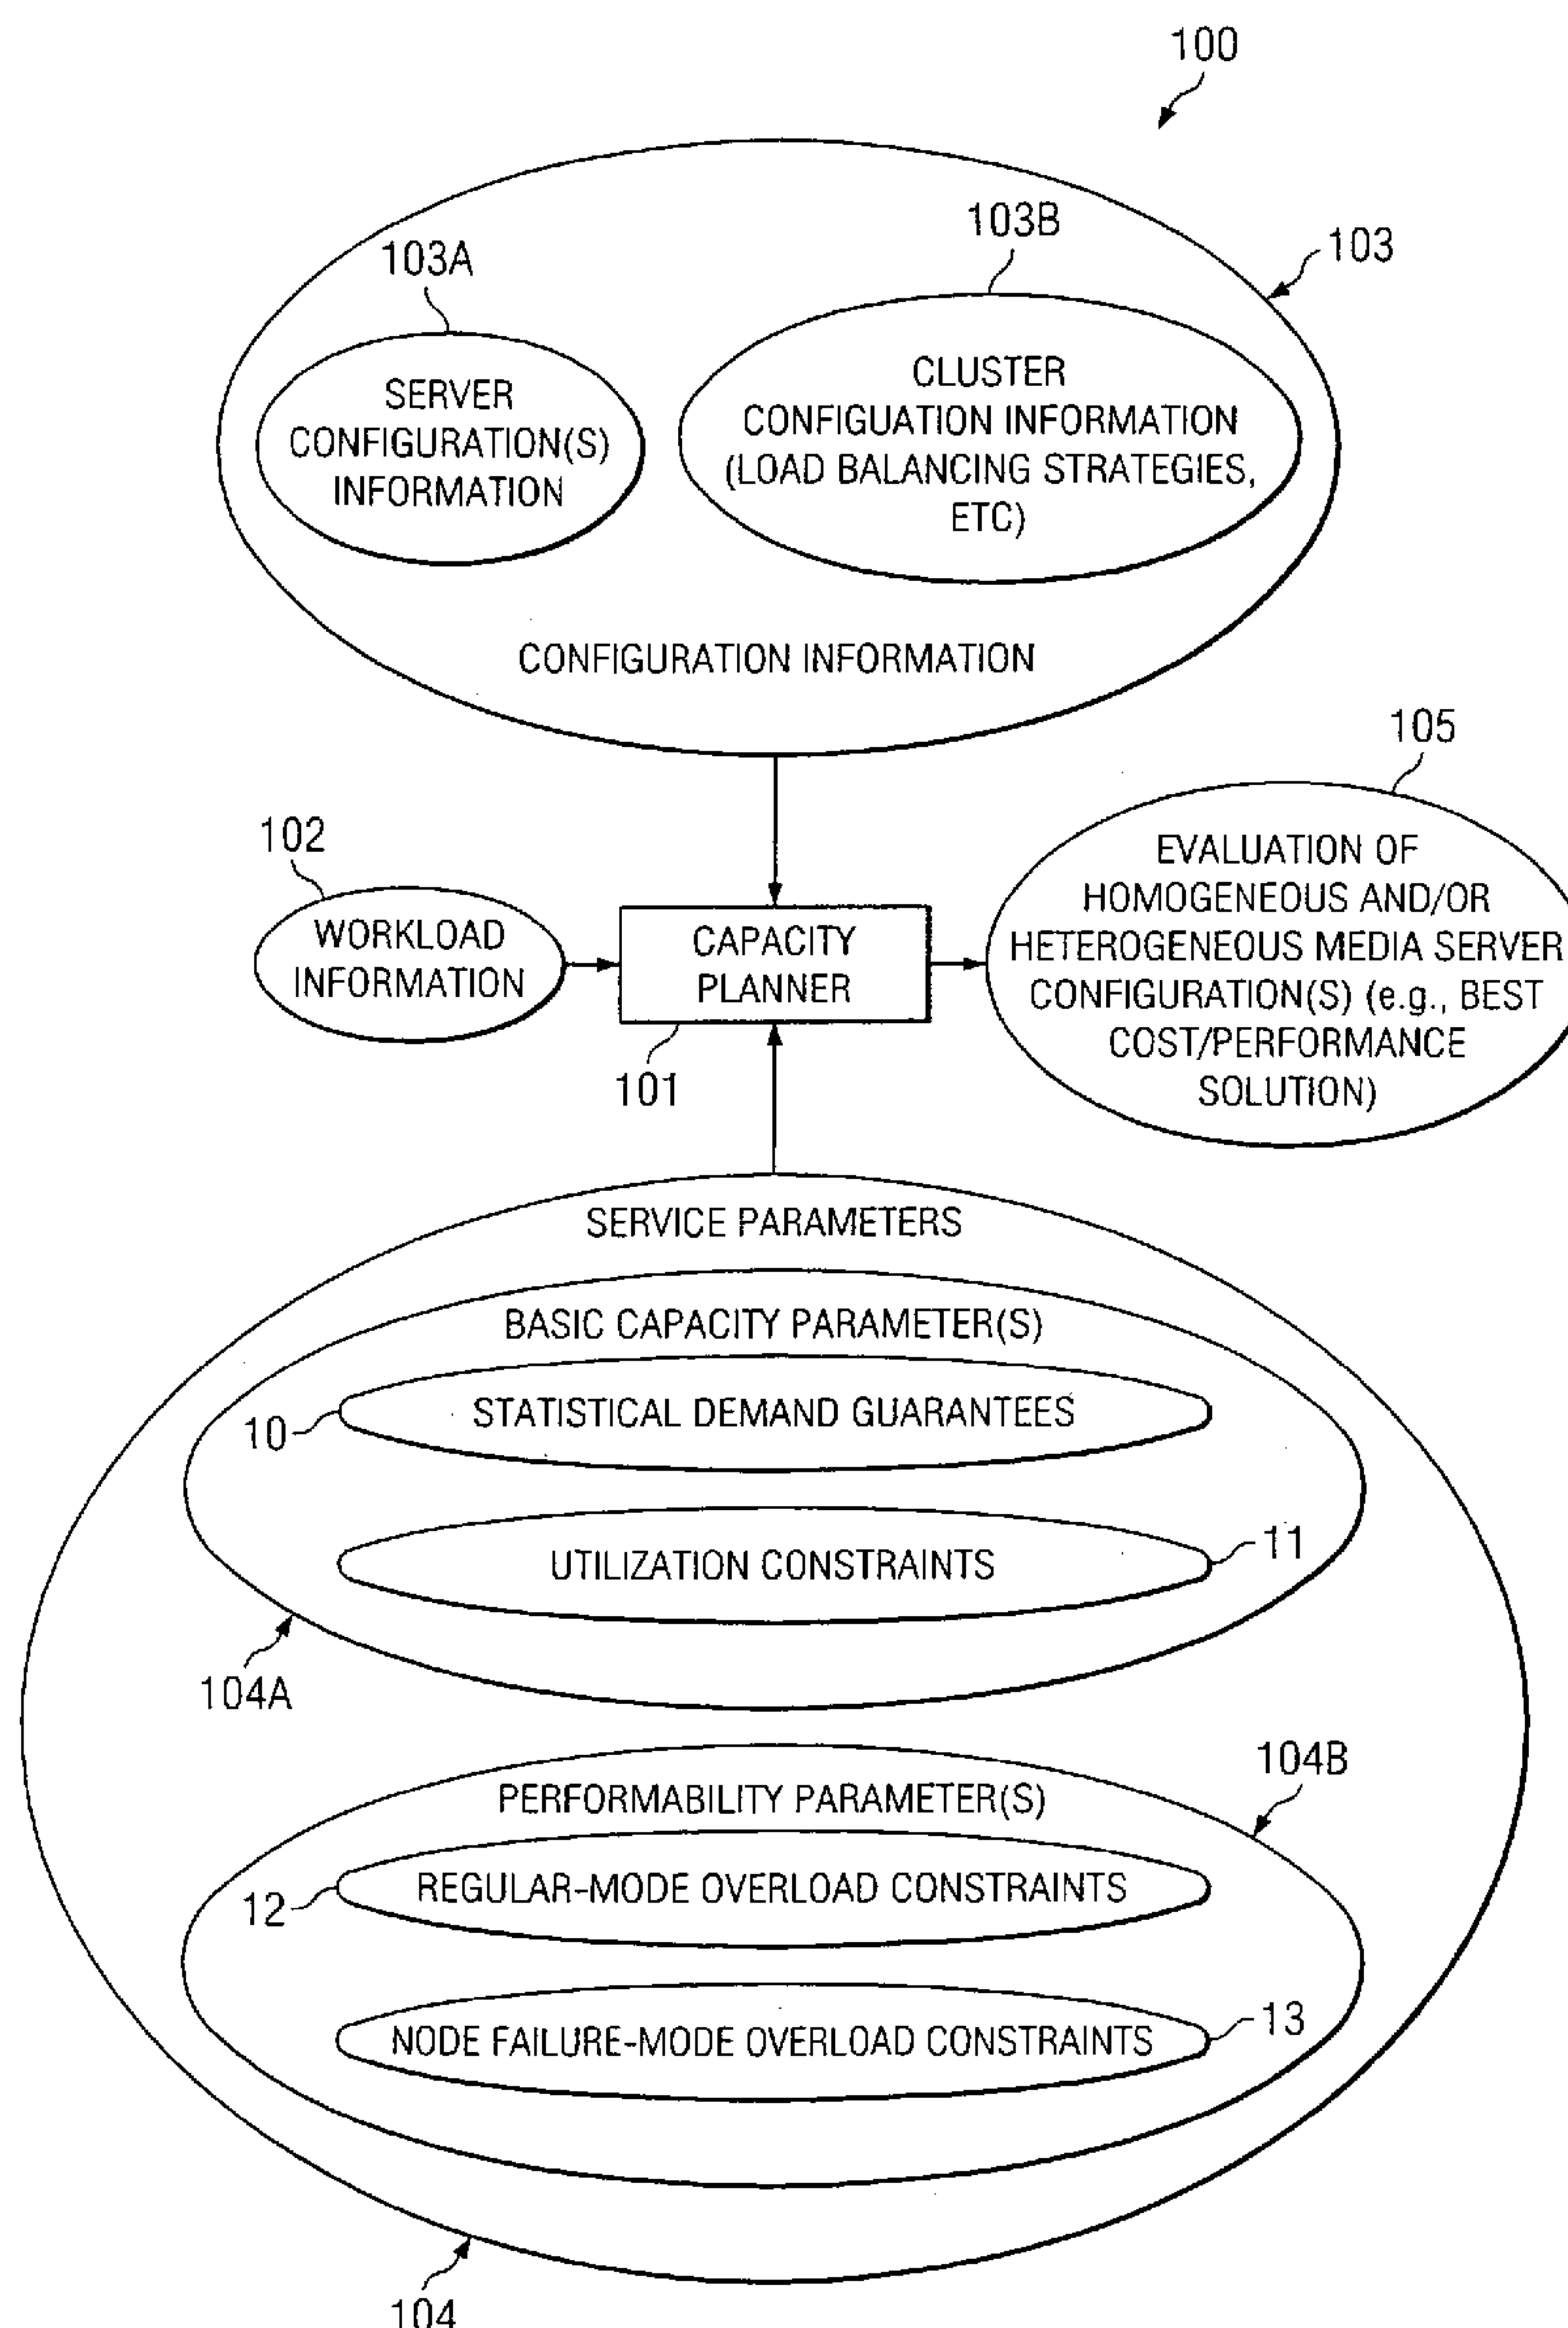 100
103B
103
103A
SERVER
CONFIGURATION(S)
INFORMATION
CLUSTER
CONFIGUATION INFORMATION
(LOAD BALANCING STRATEGIES,
ETC)
CONFIGURATION INFORMATION
105
102
WORKLOAD
INFORMATION
CAPACITY
PLANNER
101
EVALUATION OF
HOMOGENEOUS AND/OR
HETEROGENEOUS MEDIA SERVER
CONFIGURATION(S) (e.g., BEST
COST/PERFORMANCE
SOLUTION)
SERVICE PARAMETERS
BASIC CAPACITY PARAMETER(S)
STATISTICAL DEMAND GUARANTEES
10
UTILIZATION CONSTRAINTS
11
104A
104B
PERFORMABILITY PARAMETER(S)
REGULAR-MODE OVERLOAD CONSTRAINTS
12
NODE FAILURE-MODE OVERLOAD CONSTRAINTS
13
104